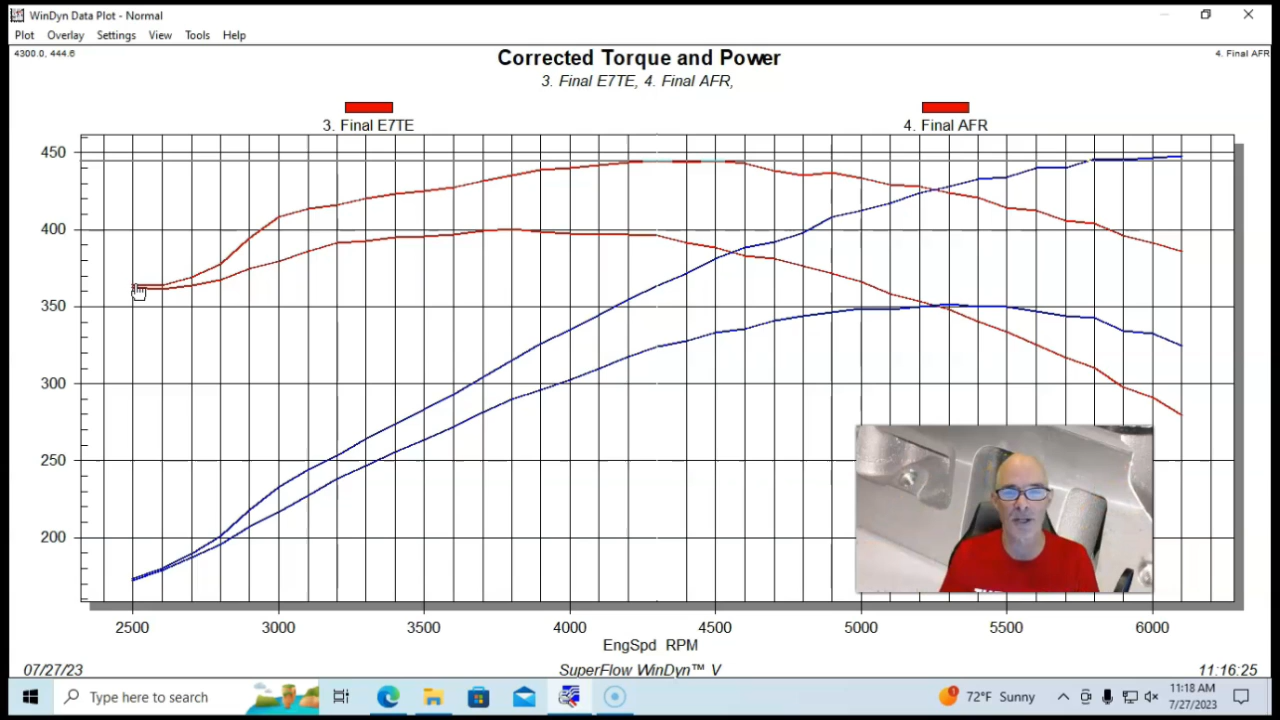 WinDyn Data Plot - Normal
Plot Overlay Settings View Tools Help
4300.0, 444.6
4. Final AFR
Corrected Torque and Power
3. Final E7TE, 4. Final AFR,
3. Final E7TE
4. Final AFR
450
400
350
300
250
200
2500 3000 3500 4000 4500 5000 5500 6000
EngSpd RPM
07/27/23
SuperFlow WinDyn™ V
11:16:25
Type here to search
72°F Sunny
11:18 AM
7/27/2023